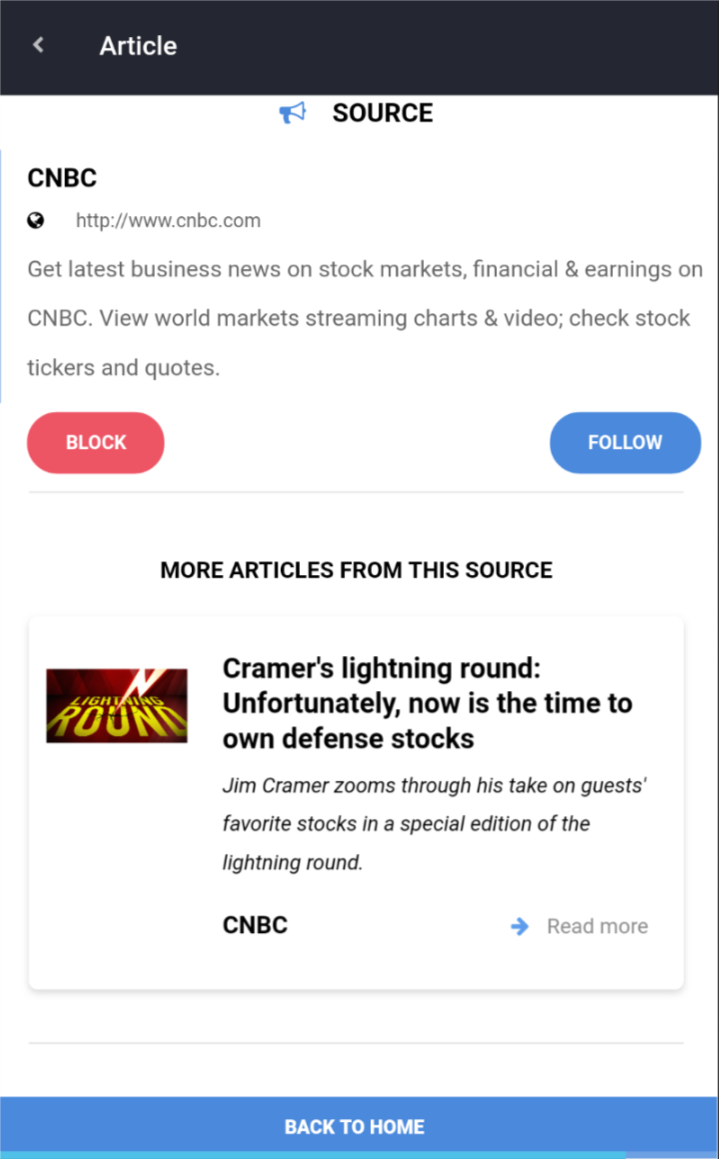 Article
SOURCE
CNBC
http://www.cnbc.com
Get latest business news on stock markets, financial & earnings on
CNBC. View world markets streaming charts & video; check stock
tickers and quotes.
BLOCK
FOLLOW
MORE ARTICLES FROM THIS SOURCE
LIGHTNING
ROUND
Cramer's lightning round:
Unfortunately, now is the time to
own defense stocks
Jim Cramer zooms through his take on guests'
favorite stocks in a special edition of the
lightning round.
CNBC
Read more
BACK TO HOME